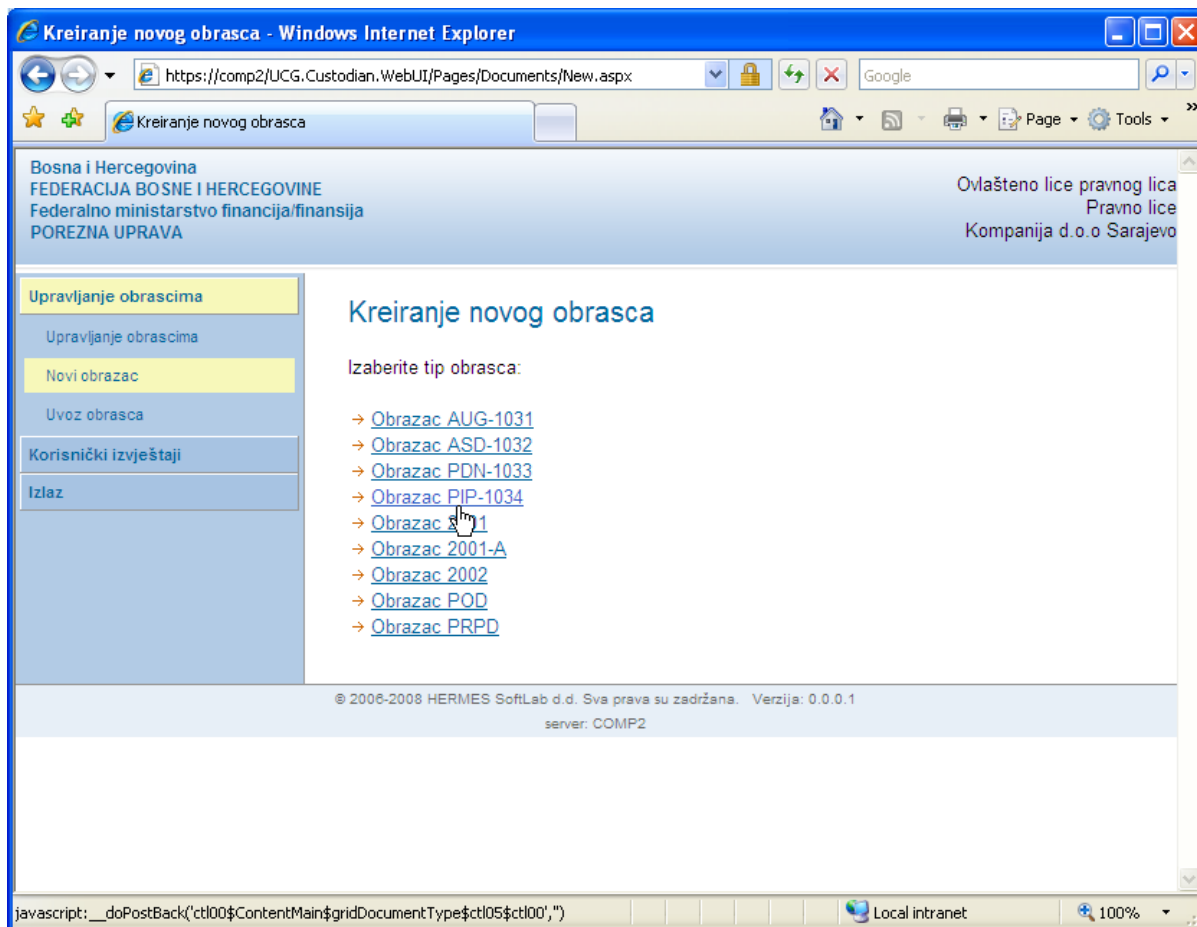 Kreiranje novog obrasca - Windows Internet Explorer
https://comp2/UCG.Custodian.WebUI/Pages/Documents/New.aspx
Google
Kreiranje novog obrasca
Page
Tools
Bosna i Hercegovina
FEDERACIJA BOSNE I HERCEGOVINE
Federalno ministarstvo financija/finansija
POREZNA UPRAVA
Ovlašteno lice pravnog lica
Pravno lice
Kompanija d.o.o Sarajevo
Upravljanje obrascima
Upravljanje obrascima
Novi obrazac
Uvoz obrasca
Korisnički izvještaji
Izlaz
Kreiranje novog obrasca
Izaberite tip obrasca:
Obrazac AUG-1031
Obrazac ASD-1032
Obrazac PDN-1033
Obrazac PIP-1034
Obrazac
Obrazac 2001-A
Obrazac 2002
Obrazac POD
Obrazac PRPD
© 2006-2008 HERMES SoftLab d.d. Sva prava su zadržana. Verzija: 0.0.0.1
server: COMP2
javascript:__doPostBack('ctl00$ContentMain$gridDocumentType$ctl05$ctl00','')
Local intranet
100%